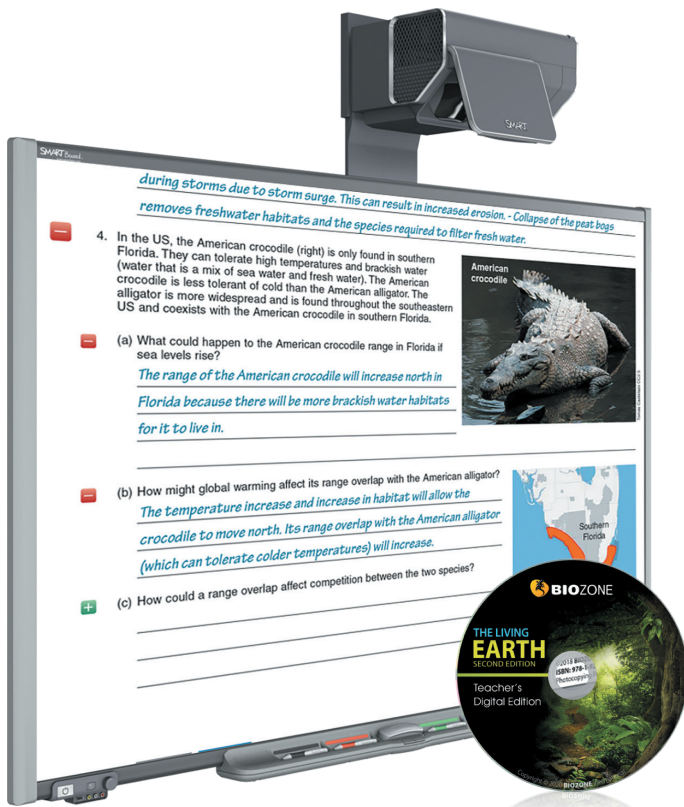 SMART
SMART Board
during storms due to storm surge. This can result in increased erosion. - Collapse of the peat bogs
removes freshwater habitats and the species required to filter fresh water.
4. In the US, the American crocodile (right) is only found in southern
Florida. They can tolerate high temperatures and brackish water
(water that is a mix of sea water and fresh water). The American
crocodile is less tolerant of cold than the American alligator. The
alligator is more widespread and is found throughout the southeastern
US and coexists with the American crocodile in southern Florida.
American
crocodile
(a) What could happen to the American crocodile range in Florida if
sea levels rise?
The range of the American crocodile will increase north in
Florida because there will be more brackish water habitats
for it to live in.
(b) How might global warming affect its range overlap with the American alligator?
The temperature increase and increase in habitat will allow the
crocodile to move north. Its range overlap with the American alligator
(which can tolerate colder temperatures) will increase.
Southern
Florida
(c) How could a range overlap affect competition between the two species?
BIOZONE
THE LIVING
EARTH
SECOND EDITION
Teacher's
Digital Edition
©2018 BIO
ISBN: 978-1
Photocopying
BIOZONE